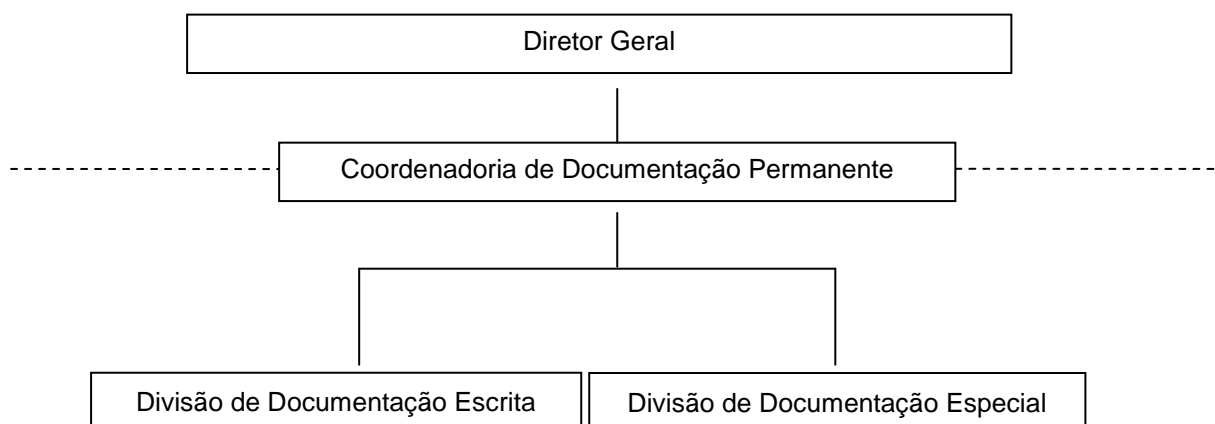 Diretor Geral
Coordenadoria de Documentação Permanente
Divisão de Documentação Escrita
Divisão de Documentação Especial